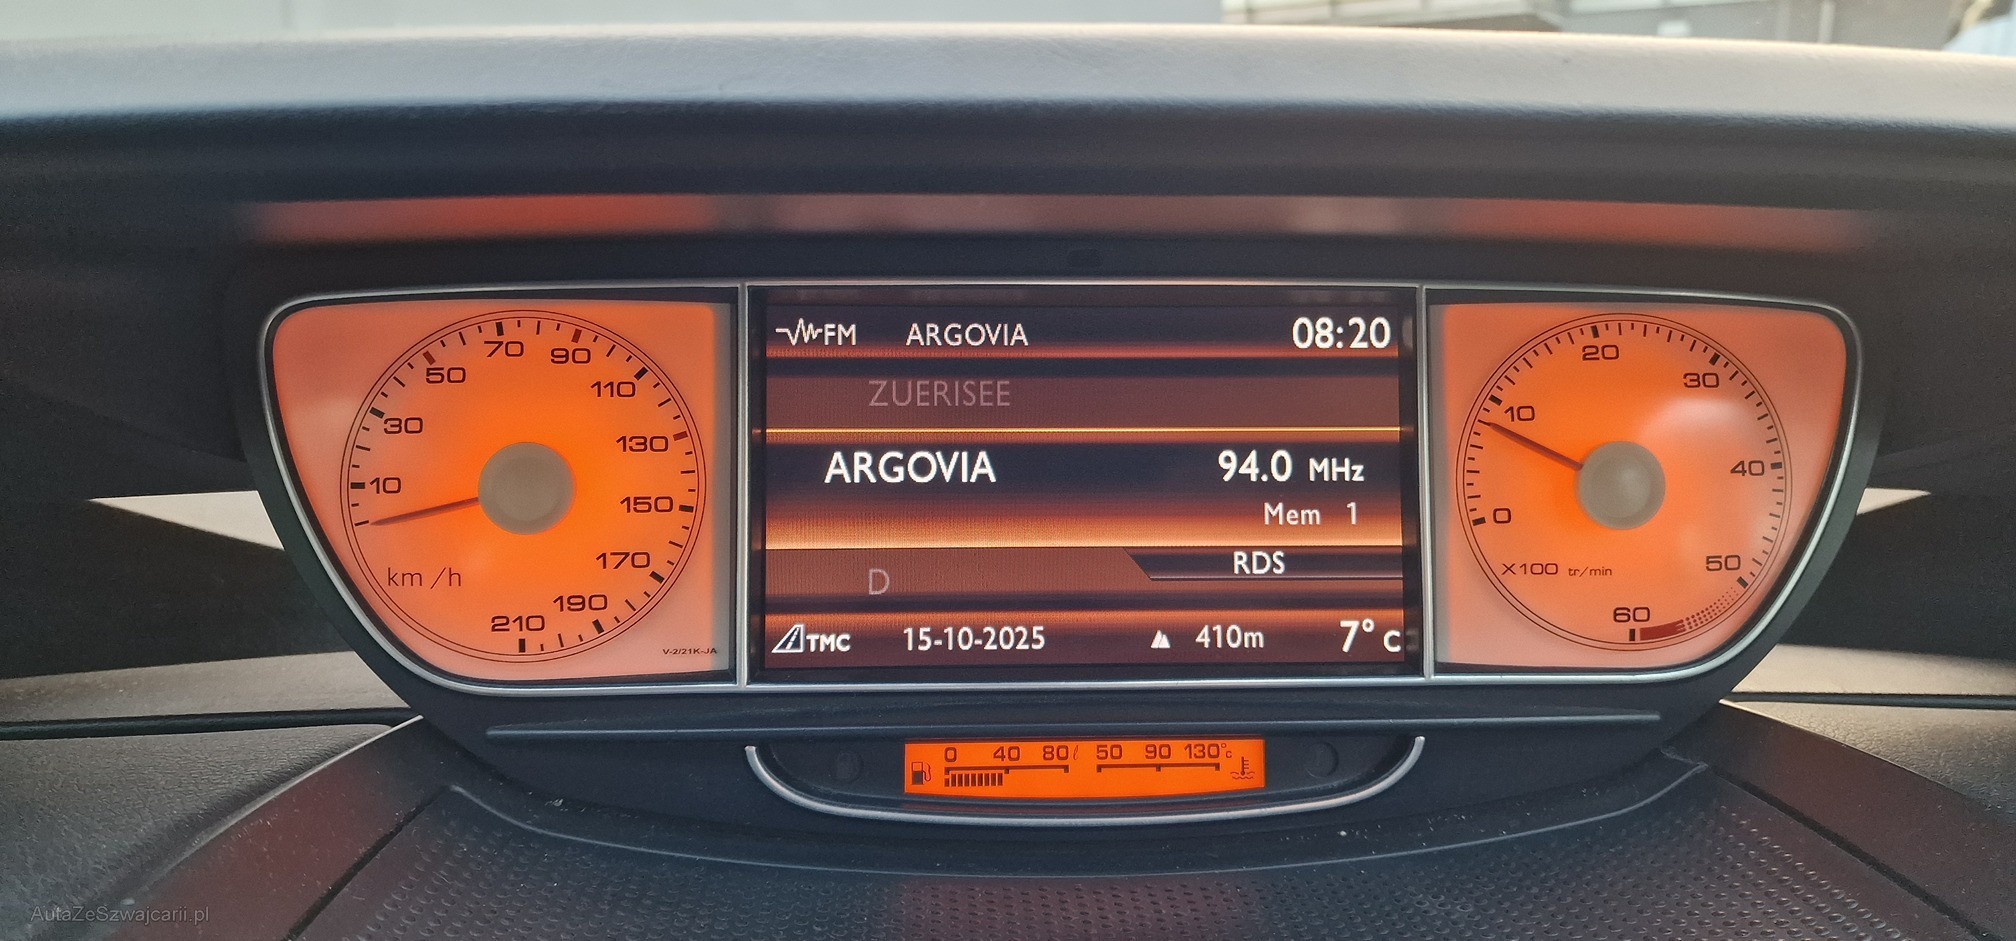 10
30
50
70
90
110
130
150
170
190
210
km/h
V-2/21K-JA
FM ARGOVIA 08:20
ZUERISEE
ARGOVIA 94.0 MHz
Mem 1
RDS
D
TMC 15-10-2025 410m 7°C
0
10
20
30
40
50
60
X100 tr/min
0 40 80l 50 90 130°C
AutaZeSzwajcarii.pl